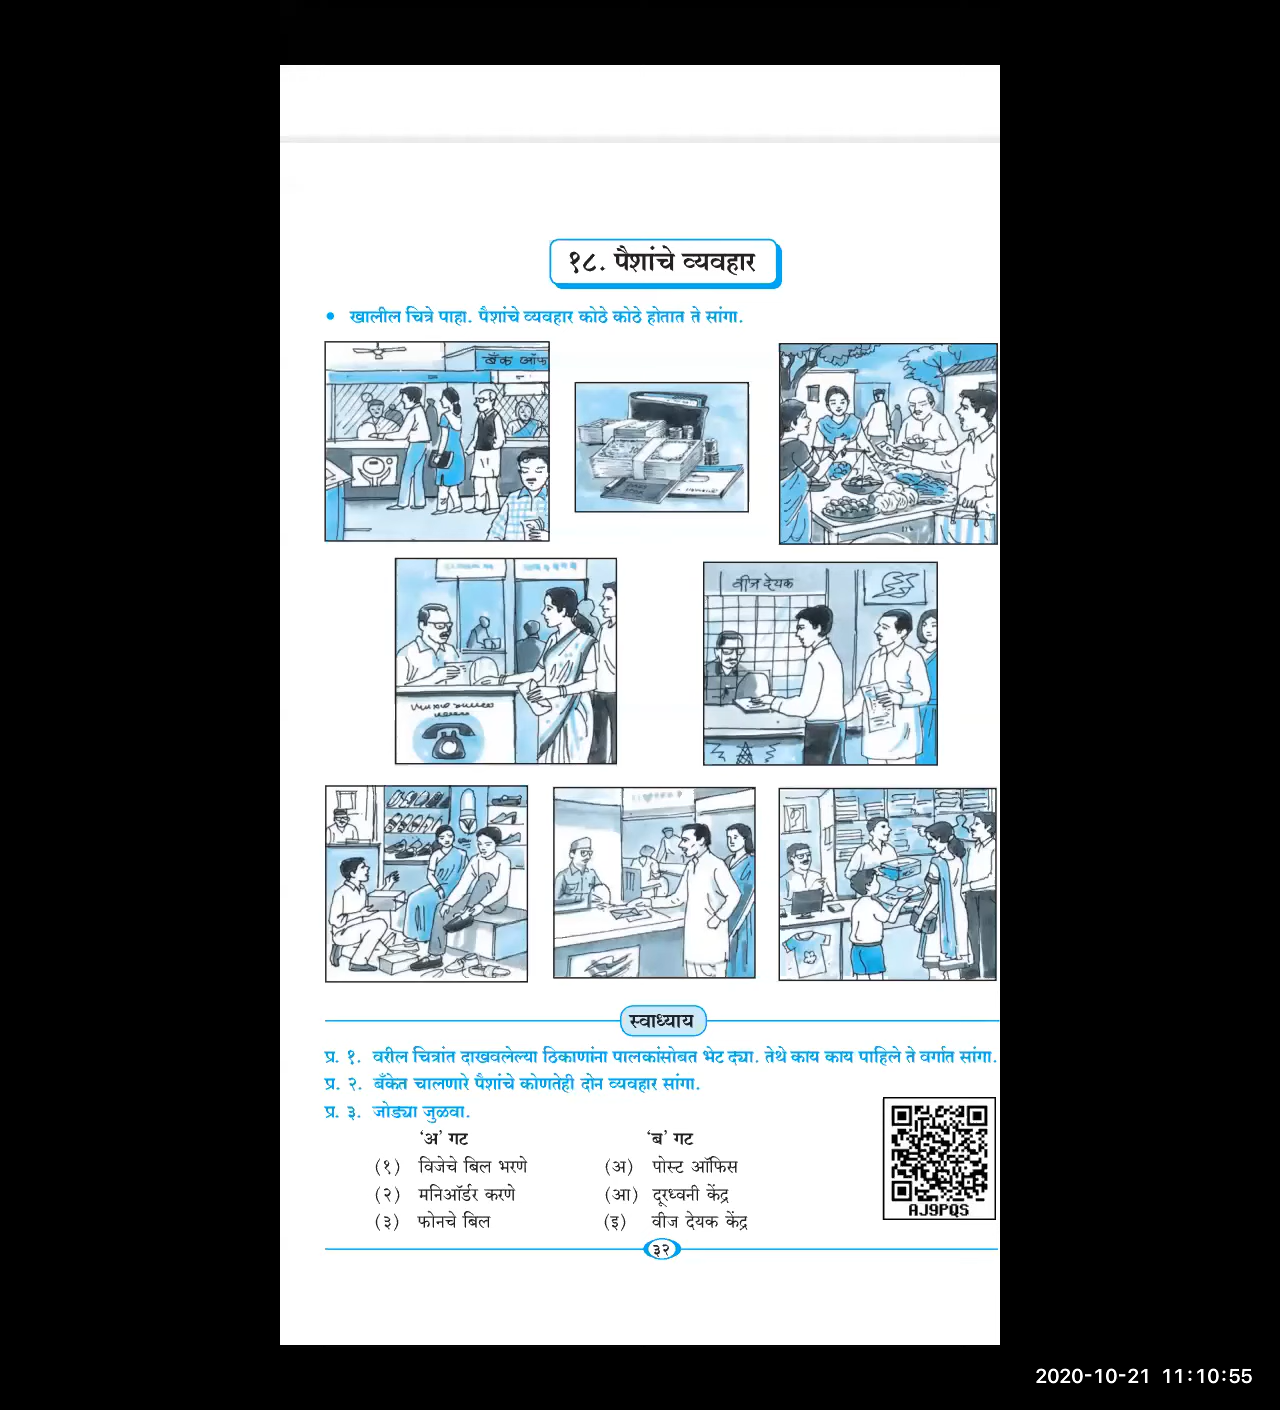 १८. पैशांचे व्यवहार
• खालील चित्रे पाहा. पैशांचे व्यवहार कोठे कोठे होतात ते सांगा.
बँक ऑफ
वीज देयक
स्वाध्याय
प्र. १. वरील चित्रांत दाखवलेल्या ठिकाणांना पालकांसोबत भेट द्या. तेथे काय काय पाहिले ते वर्गात सांगा.
प्र. २. बँकेत चालणारे पैशांचे कोणतेही दोन व्यवहार सांगा.
प्र. ३. जोड्या जुळवा.
‘अ’ गट ‘ब’ गट
(१) विजेचे बिल भरणे (अ) पोस्ट ऑफिस
(२) मनिऑर्डर करणे (आ) दूरध्वनी केंद्र
(३) फोनचे बिल (इ) वीज देयक केंद्र
AJ9PQS
३२
2020-10-21 11:10:55